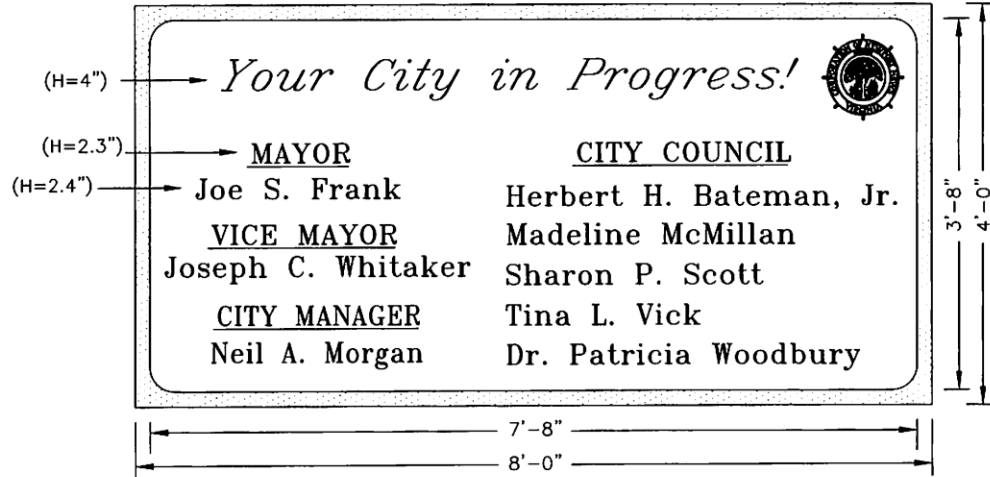 (H=4") Your City in Progress!
(H=2.3") MAYOR
(H=2.4") Joe S. Frank
VICE MAYOR
Joseph C. Whitaker
CITY MANAGER
Neil A. Morgan
CITY COUNCIL
Herbert H. Bateman, Jr.
Madeline McMillan
Sharon P. Scott
Tina L. Vick
Dr. Patricia Woodbury
3'-8"
4'-0"
7'-8"
8'-0"